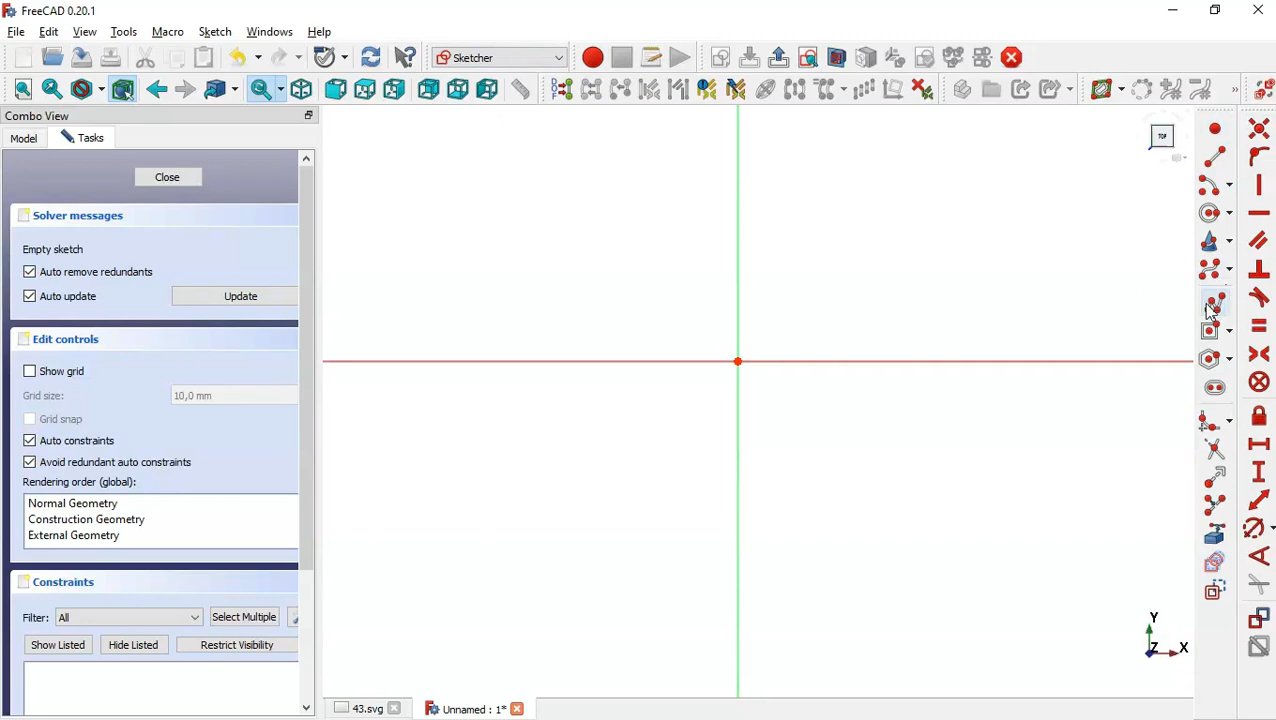 FreeCAD 0.20.1
File Edit View Tools Macro Sketch Windows Help
Sketcher
Combo View
Model Tasks
Close
Solver messages
Empty sketch
Auto remove redundants
Auto update Update
Edit controls
Show grid
Grid size: 10,0 mm
Grid snap
Auto constraints
Avoid redundant auto constraints
Rendering order (global):
Normal Geometry
Construction Geometry
External Geometry
Constraints
Filter: All Select Multiple
Show Listed Hide Listed Restrict Visibility
TOP
Y
Z X
43.svg Unnamed : 1*